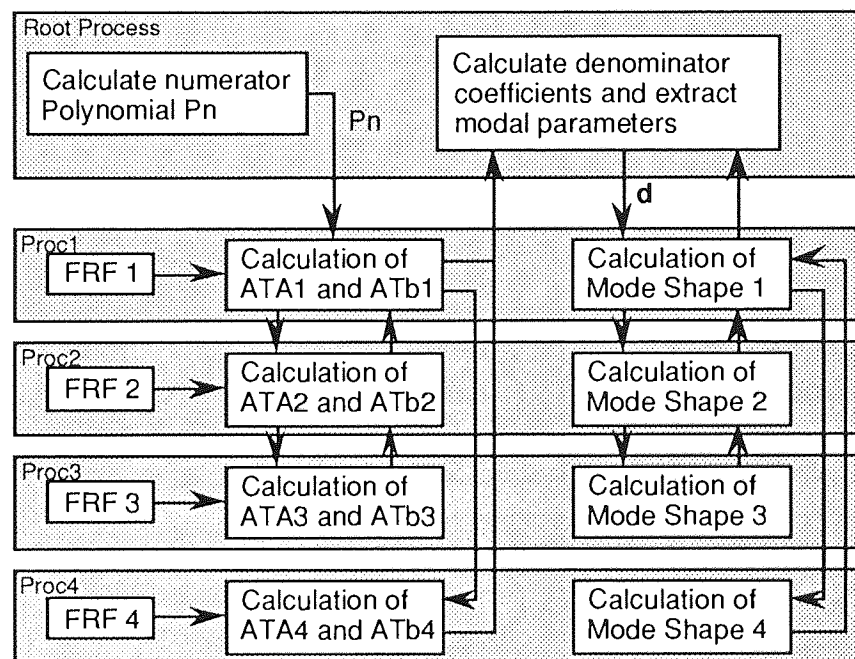 Root Process
Calculate numerator
Polynomial Pn
Pn
Calculate denominator
coefficients and extract
modal parameters
d
Proc1
FRF 1
Calculation of
ATA1 and ATb1
Calculation of
Mode Shape 1
Proc2
FRF 2
Calculation of
ATA2 and ATb2
Calculation of
Mode Shape 2
Proc3
FRF 3
Calculation of
ATA3 and ATb3
Calculation of
Mode Shape 3
Proc4
FRF 4
Calculation of
ATA4 and ATb4
Calculation of
Mode Shape 4